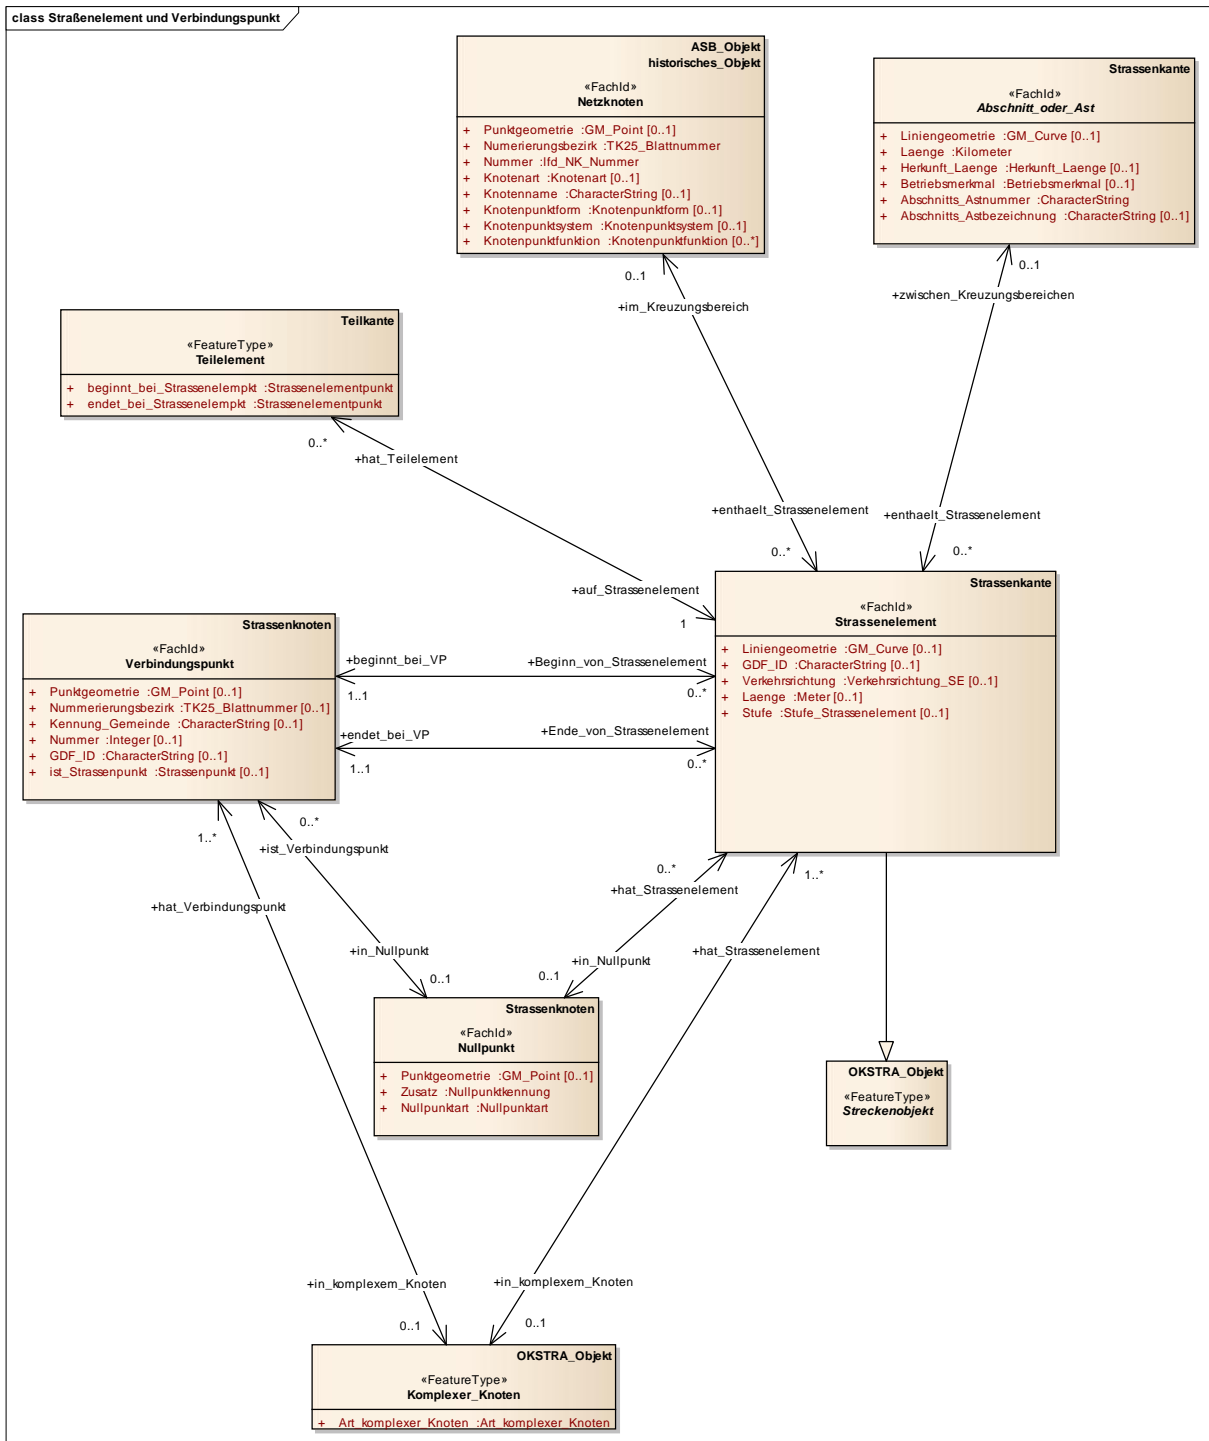 class Straßenelement und Verbindungspunkt
ASB_Objekt
historisches_Objekt
«FachId»
Netzknoten
+ Punktgeometrie :GM_Point [0..1]
+ Numerierungsbezirk :TK25_Blattnummer
+ Nummer :lfd_NK_Nummer
+ Knotenart :Knotenart [0..1]
+ Knotenname :CharacterString [0..1]
+ Knotenpunktform :Knotenpunktform [0..1]
+ Knotenpunktsystem :Knotenpunktsystem [0..1]
+ Knotenpunktfunktion :Knotenpunktfunktion [0..*]
Strassenkante
«FachId»
Abschnitt_oder_Ast
+ Liniengeometrie :GM_Curve [0..1]
+ Laenge :Kilometer
+ Herkunft_Laenge :Herkunft_Laenge [0..1]
+ Betriebsmerkmal :Betriebsmerkmal [0..1]
+ Abschnitts_Astnummer :CharacterString
+ Abschnitts_Astbezeichnung :CharacterString [0..1]
0..1
+im_Kreuzungsbereich
0..1
+zwischen_Kreuzungsbereichen
Teilkante
«FeatureType»
Teilelement
+ beginnt_bei_Strassenelempkt :Strassenelementpunkt
+ endet_bei_Strassenelempkt :Strassenelementpunkt
0..*
+hat_Teilelement
+enthaelt_Strassenelement
0..*
+enthaelt_Strassenelement
0..*
+auf_Strassenelement
1
Strassenkante
«FachId»
Strassenelement
+ Liniengeometrie :GM_Curve [0..1]
+ GDF_ID :CharacterString [0..1]
+ Verkehrsrichtung :Verkehrsrichtung_SE [0..1]
+ Laenge :Meter [0..1]
+ Stufe :Stufe_Strassenelement [0..1]
Strassenknoten
«FachId»
Verbindungspunkt
+ Punktgeometrie :GM_Point [0..1]
+ Nummerierungsbezirk :TK25_Blattnummer [0..1]
+ Kennung_Gemeinde :CharacterString [0..1]
+ Nummer :Integer [0..1]
+ GDF_ID :CharacterString [0..1]
+ ist_Strassenpunkt :Strassenpunkt [0..1]
+beginnt_bei_VP
1..1
+Beginn_von_Strassenelement
0..*
+endet_bei_VP
1..1
+Ende_von_Strassenelement
0..*
1..*
+hat_Verbindungspunkt
0..*
+ist_Verbindungspunkt
+in_Nullpunkt
0..1
0..*
+hat_Strassenelement
+in_Nullpunkt
0..1
1..*
+hat_Strassenelement
Strassenknoten
«FachId»
Nullpunkt
+ Punktgeometrie :GM_Point [0..1]
+ Zusatz :Nullpunktkennung
+ Nullpunktart :Nullpunktart
OKSTRA_Objekt
«FeatureType»
Streckenobjekt
+in_komplexem_Knoten
0..1
+in_komplexem_Knoten
0..1
OKSTRA_Objekt
«FeatureType»
Komplexer_Knoten
+ Art_komplexer_Knoten :Art_komplexer_Knoten